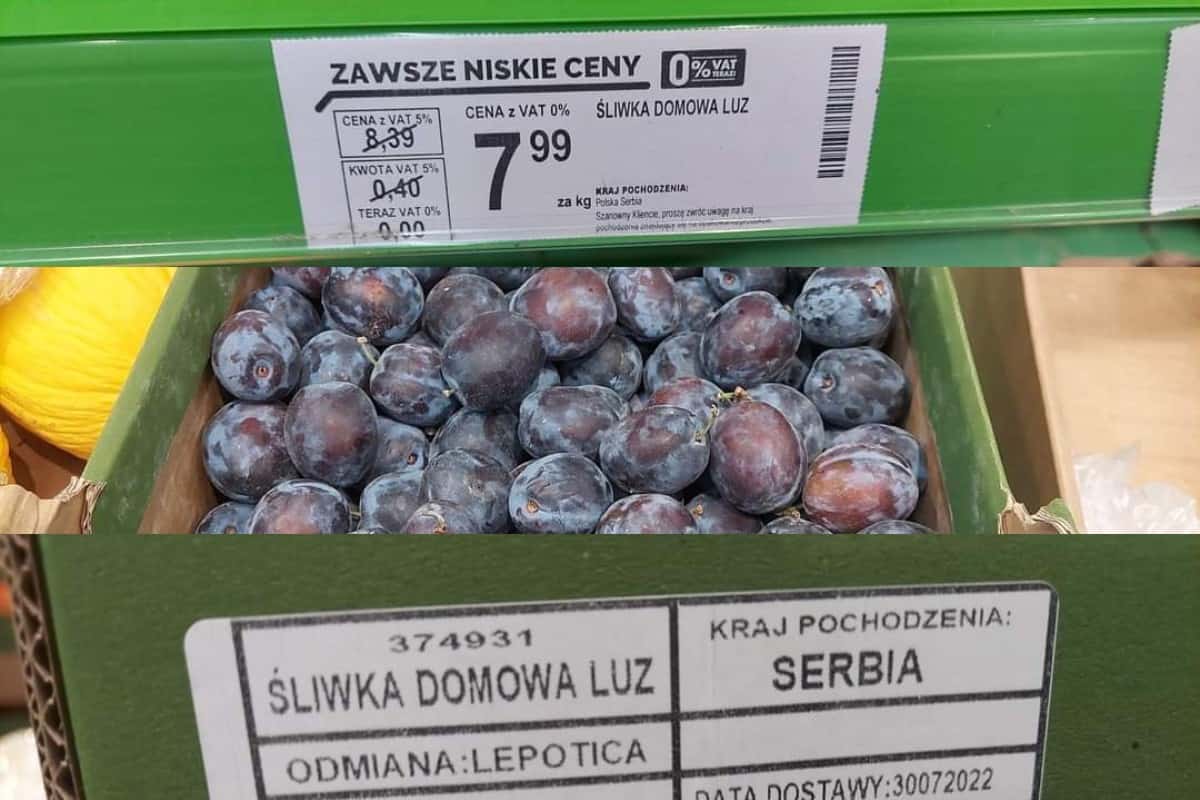 ZAWSZE NISKIE CENY
0% VAT TERAZ!
CENA z VAT 5%
8,39
KWOTA VAT 5%
0,40
TERAZ VAT 0%
0,00
CENA z VAT 0%
7 99
za kg
ŚLIWKA DOMOWA LUZ
KRAJ POCHODZENIA:
Polska Serbia
Szanowny Kliencie, proszę zwróć uwagę na kraj
374931
ŚLIWKA DOMOWA LUZ
ODMIANA:LEPOTICA
KRAJ POCHODZENIA:
SERBIA
DATA DOSTAWY:30072022